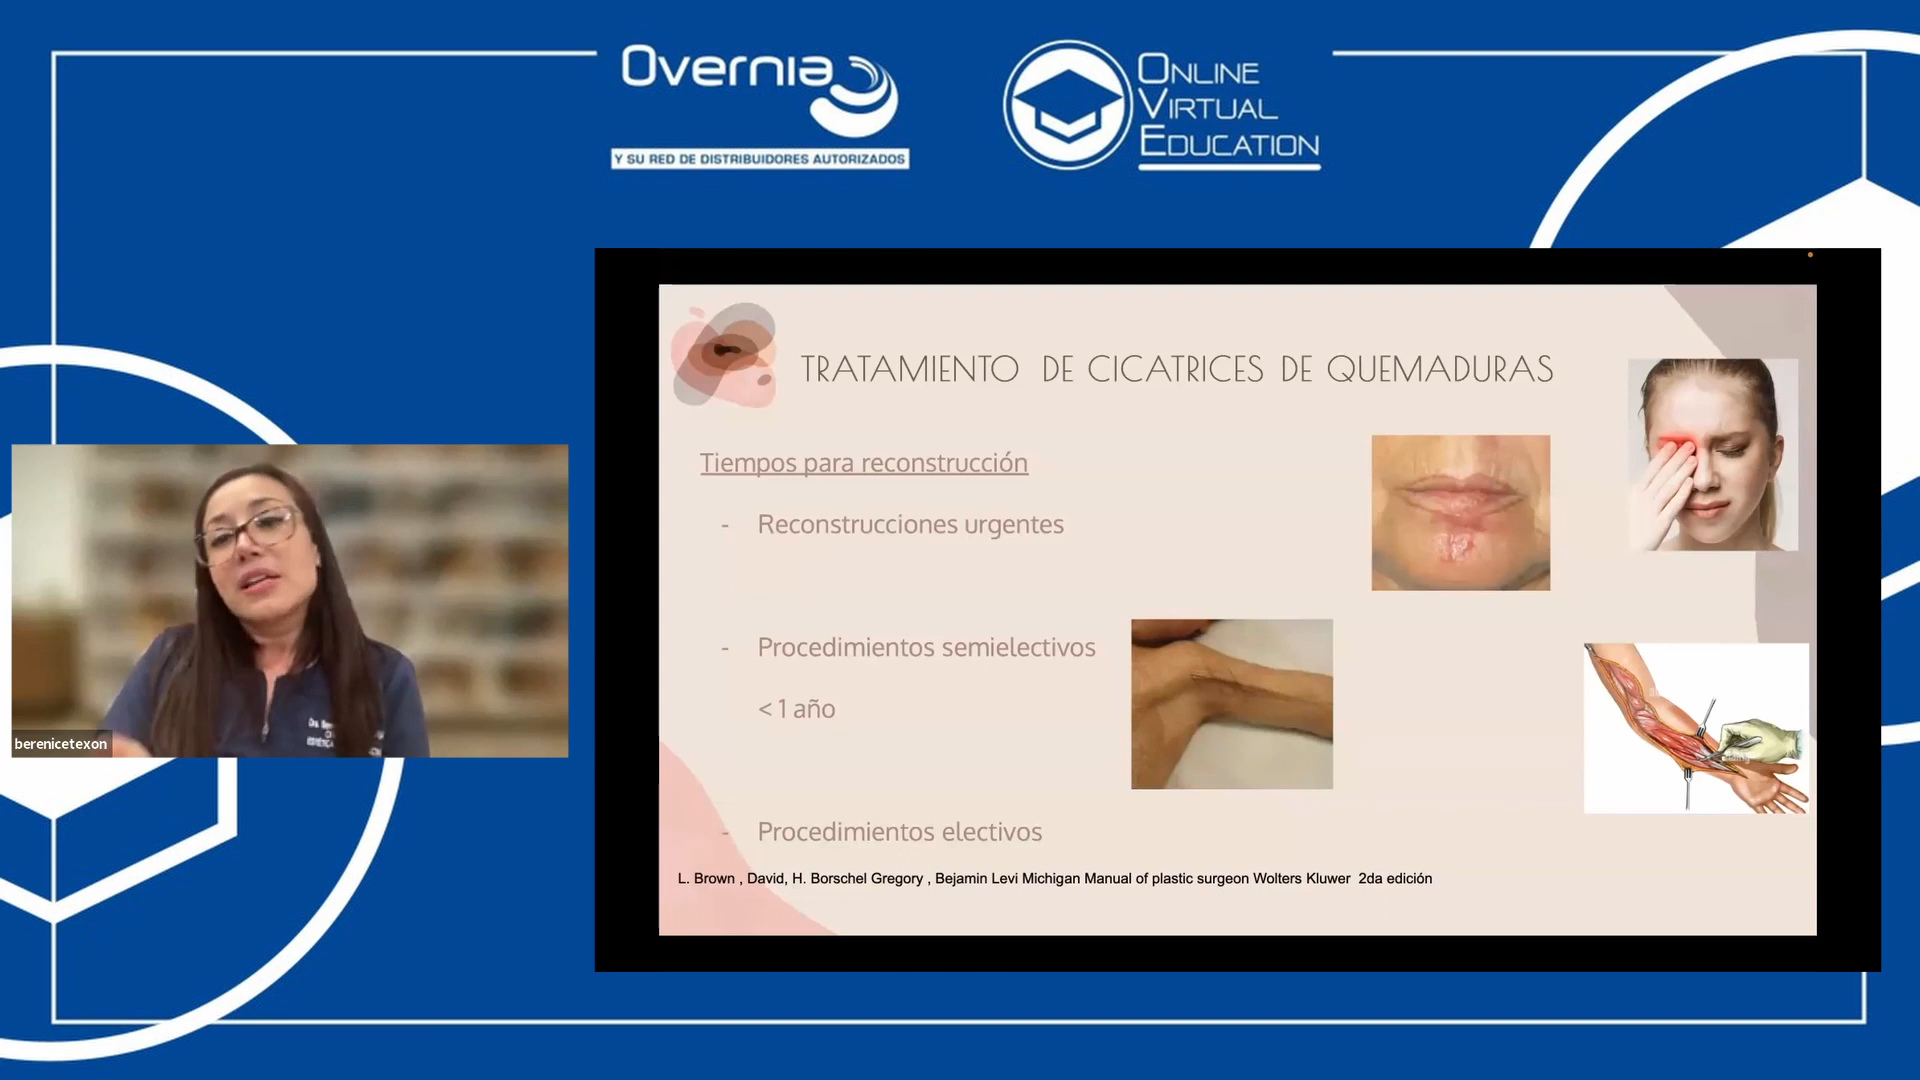 Overnia
Y SU RED DE DISTRIBUIDORES AUTORIZADOS
ONLINE
VIRTUAL
EDUCATION
TRATAMIENTO DE CICATRICES DE QUEMADURAS
Tiempos para reconstrucción
- Reconstrucciones urgentes
- Procedimientos semielectivos
< 1 año
- Procedimientos electivos
L. Brown , David, H. Borschel Gregory , Bejamin Levi Michigan Manual of plastic surgeon Wolters Kluwer 2da edición
berenicetexon